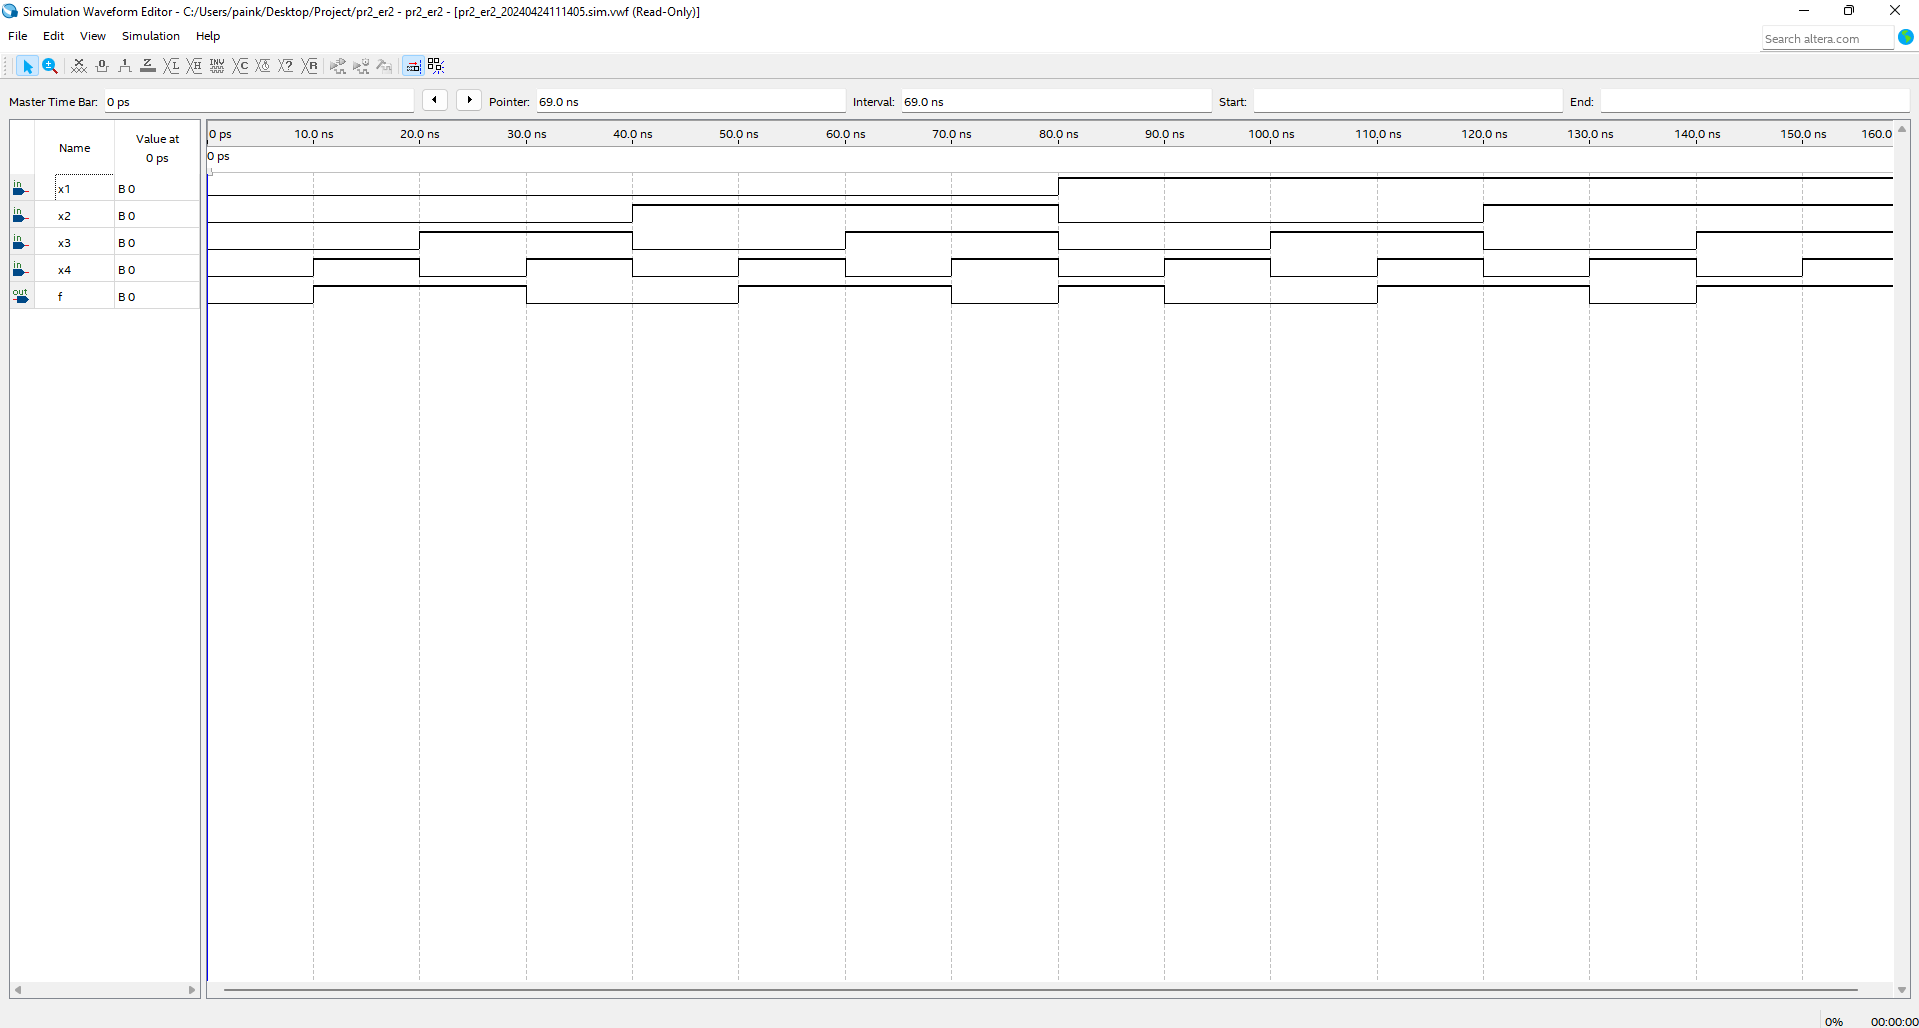 Simulation Waveform Editor - C:/Users/paink/Desktop/Project/pr2_er2 - pr2_er2 - [pr2_er2_20240424111405.sim.vwf (Read-Only)]
File Edit View Simulation Help
Search altera.com
Master Time Bar: 0 ps Pointer: 69.0 ns Interval: 69.0 ns Start: End:
Name Value at 0 ps
0 ps 10.0 ns 20.0 ns 30.0 ns 40.0 ns 50.0 ns 60.0 ns 70.0 ns 80.0 ns 90.0 ns 100.0 ns 110.0 ns 120.0 ns 130.0 ns 140.0 ns 150.0 ns 160.0
0 ps
in x1 B 0
in x2 B 0
in x3 B 0
in x4 B 0
out f B 0
0% 00:00:00